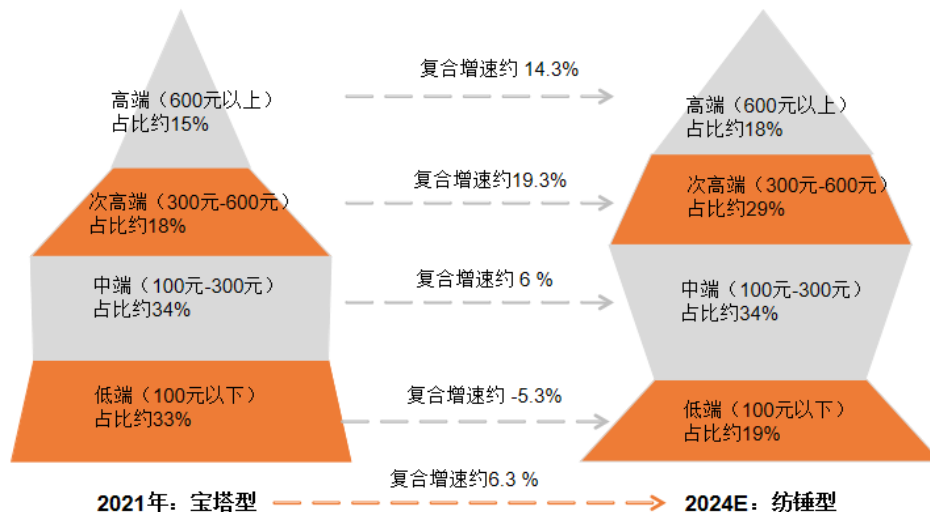 高端（600元以上）
占比约15%
次高端（300元-600元）
占比约18%
中端（100元-300元）
占比约34%
低端（100元以下）
占比约33%
复合增速约 14.3%
复合增速约19.3%
复合增速约 6 %
复合增速约 -5.3%
复合增速约6.3 %
高端（600元以上）
占比约18%
次高端（300元-600元）
占比约29%
中端（100元-300元）
占比约34%
低端（100元以下）
占比约19%
2021年：宝塔型
2024E：纺锤型